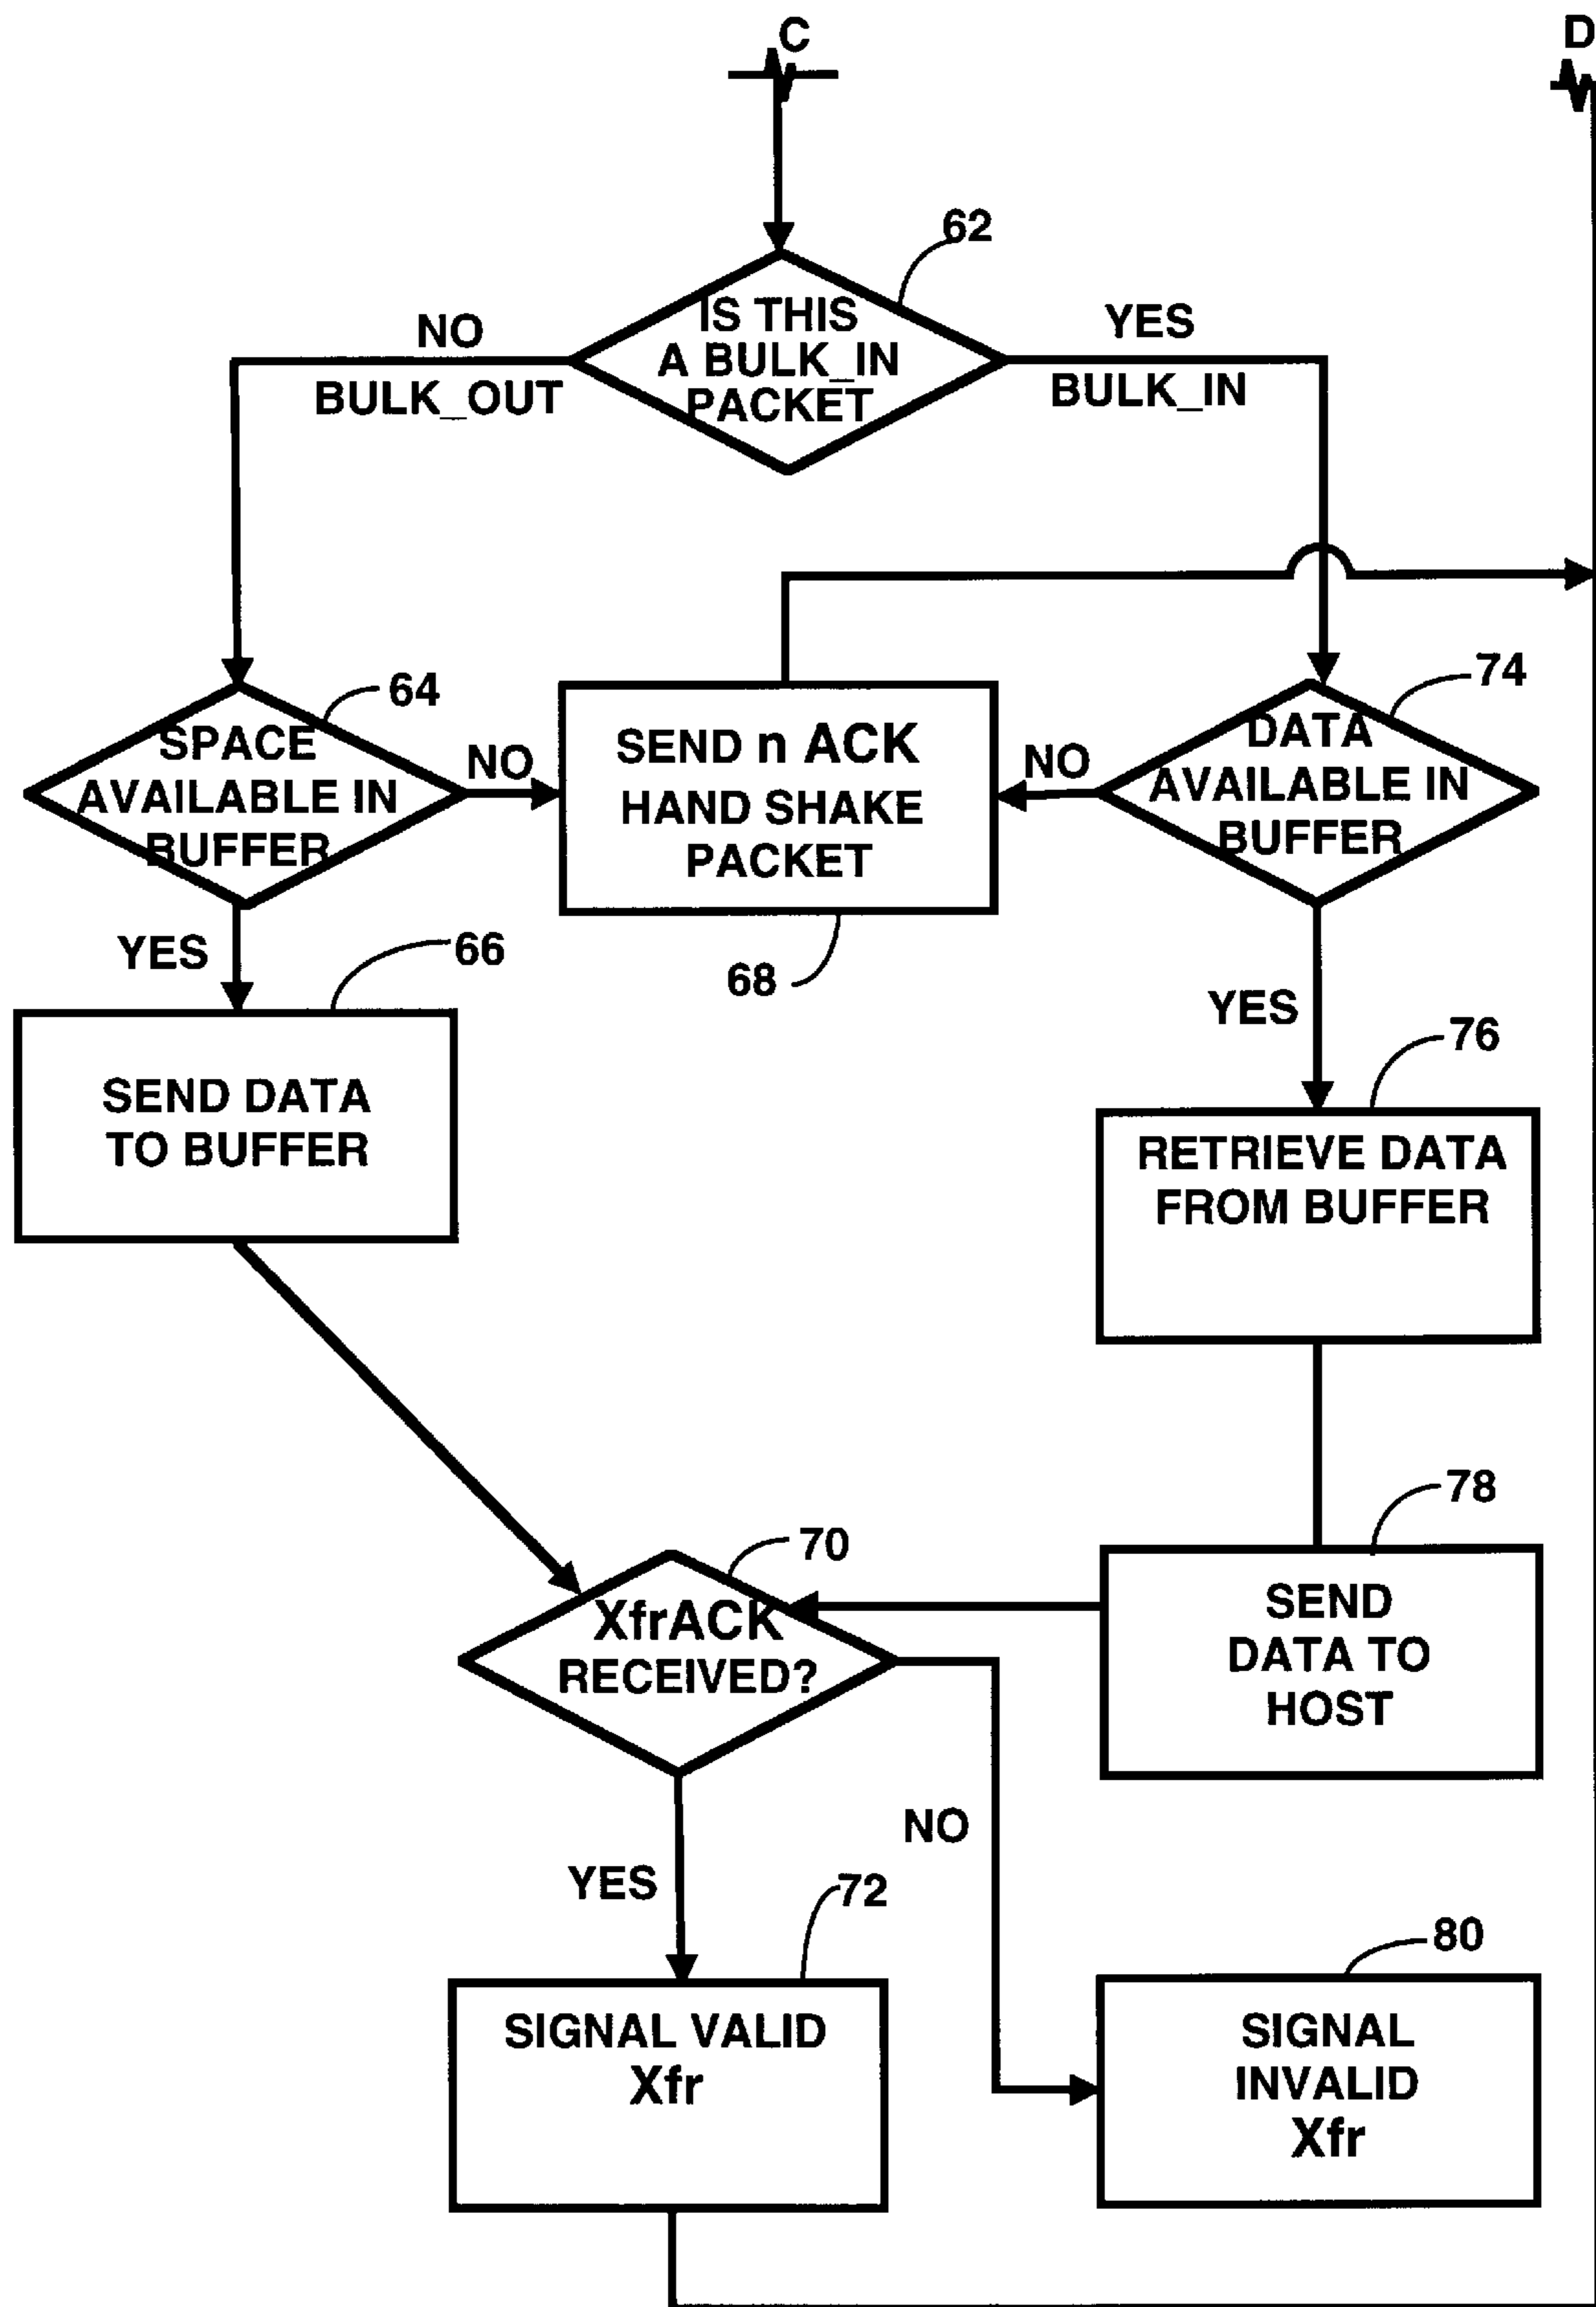 C
D
62
IS THIS
A BULK_IN
PACKET
NO
BULK_OUT
YES
BULK_IN
64
SPACE
AVAILABLE IN
BUFFER
NO
SEND n ACK
HAND SHAKE
PACKET
68
NO
74
DATA
AVAILABLE IN
BUFFER
YES
66
SEND DATA
TO BUFFER
YES
76
RETRIEVE DATA
FROM BUFFER
78
SEND
DATA TO
HOST
70
XfrACK
RECEIVED?
NO
YES
72
SIGNAL VALID
Xfr
80
SIGNAL
INVALID
Xfr